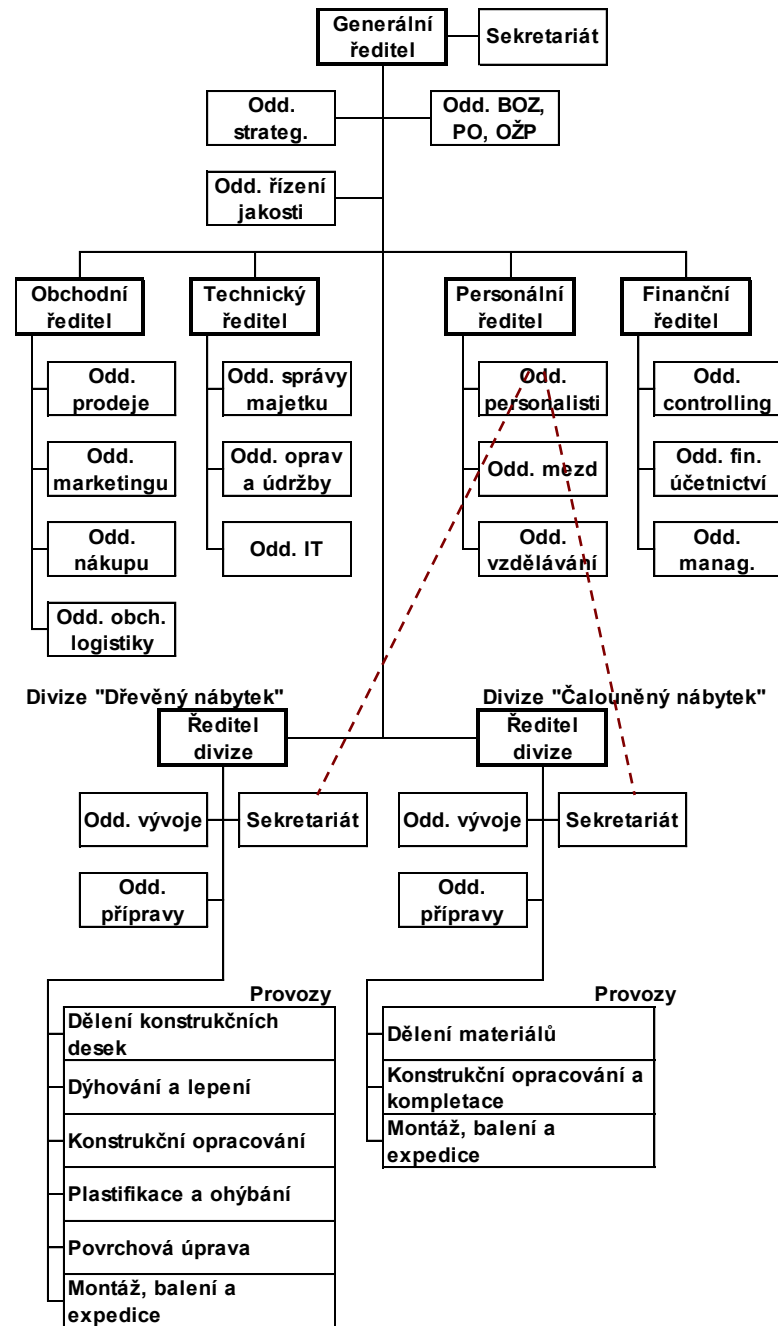 Generální
ředitel
Sekretariát
Odd.
strateg.
Odd. BOZ,
PO, OŽP
Odd. řízení
jakosti
Obchodní
ředitel
Technický
ředitel
Personální
ředitel
Finanční
ředitel
Odd.
prodeje
Odd. správy
majetku
Odd.
personalisti
Odd.
controlling
Odd.
marketingu
Odd. oprav
a údržby
Odd. mezd
Odd. fin.
účetnictví
Odd.
nákupu
Odd. IT
Odd.
vzdělávání
Odd.
manag.
Odd. obch.
logistiky
Divize "Dřevěný nábytek"
Divize "Čalouněný nábytek"
Ředitel
divize
Ředitel
divize
Odd. vývoje
Sekretariát
Odd. vývoje
Sekretariát
Odd.
přípravy
Odd.
přípravy
Provozy
Dělení konstrukčních
desek
Dýhování a lepení
Konstrukční opracování
Plastifikace a ohýbání
Povrchová úprava
Montáž, balení a
expedice
Provozy
Dělení materiálů
Konstrukční opracování a
kompletace
Montáž, balení a
expedice